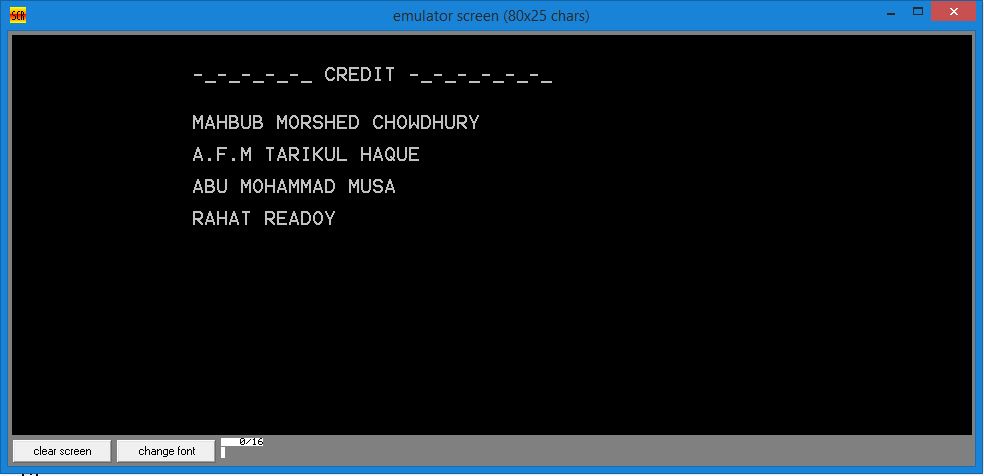 SCR
emulator screen (80x25 chars)
-_-_-_-_-_ CREDIT -_-_-_-_-_-_
MAHBUB MORSHED CHOWDHURY
A.F.M TARIKUL HAQUE
ABU MOHAMMAD MUSA
RAHAT READOY
clear screen
change font
0/16